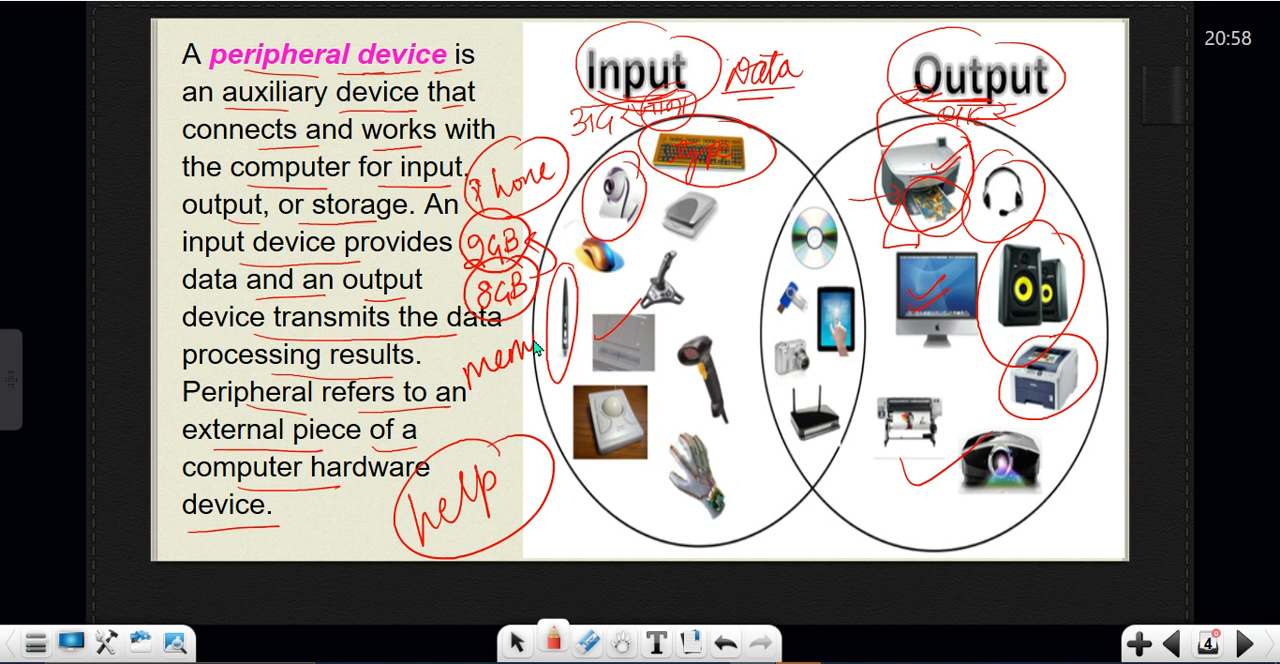 A peripheral device is
an auxiliary device that
connects and works with
the computer for input,
output, or storage. An
input device provides
data and an output
device transmits the data
processing results.
Peripheral refers to an
external piece of a
computer hardware
device.
Phone
8GB
mem
help
Input
Data
type
Output
20:58
4